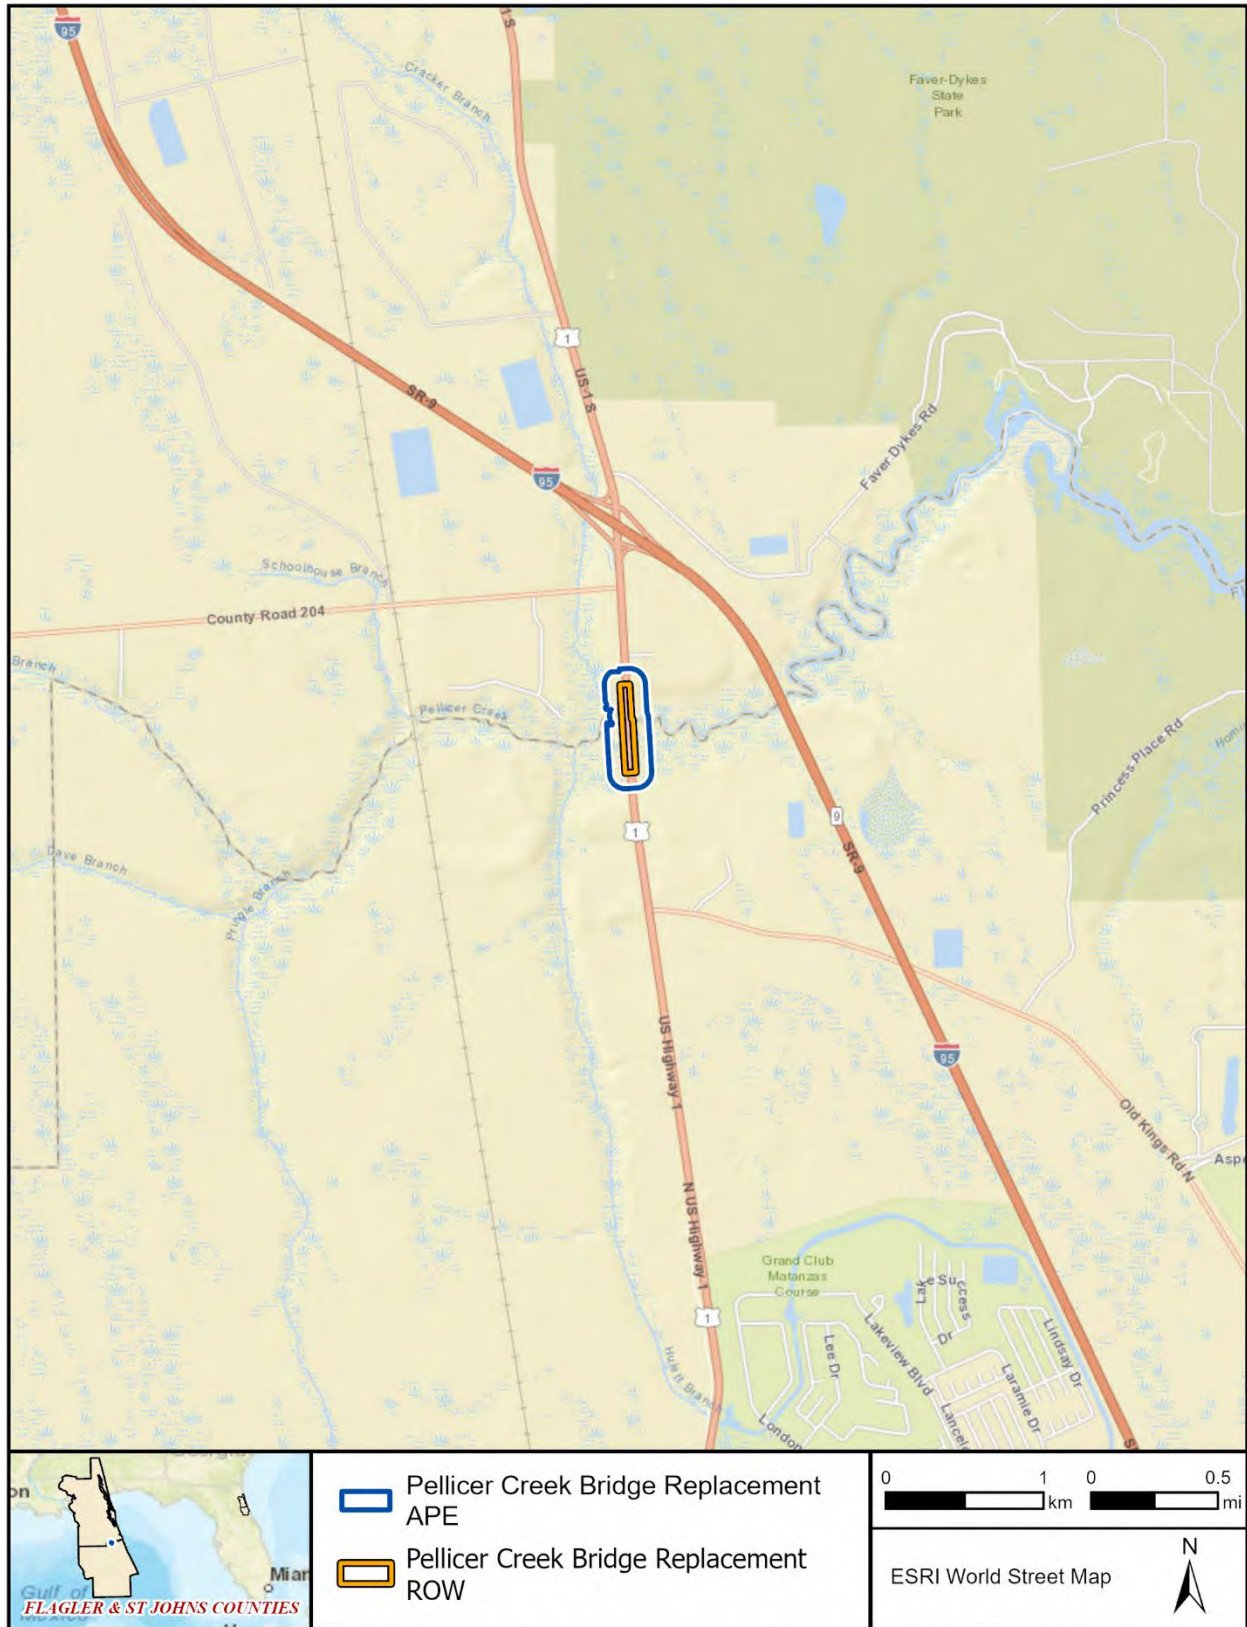 95
1 S
Cracker Branch
Faver-Dykes
State
Park
1
US-1 S
SR-9
95
Faver Dykes Rd
Schoolhouse Branch
County Road 204
Branch
Pellicer Creek
Princess Place Rd
9
1
SR-9
Dave Branch
Pringle Branch
95
US Highway 1
Old Kings Rd N
N US Highway 1
Grand Club
Matanzas
Course
Lake Success
Dr
1
Lakeview Blvd
Lee Dr
Lindsay Dr
Laramie Dr
Hulett Branch
London
Pellicer Creek Bridge Replacement
APE
Pellicer Creek Bridge Replacement
ROW
0 1 km 0 0.5 mi
ESRI World Street Map
N
Gulf of
FLAGLER & ST JOHNS COUNTIES